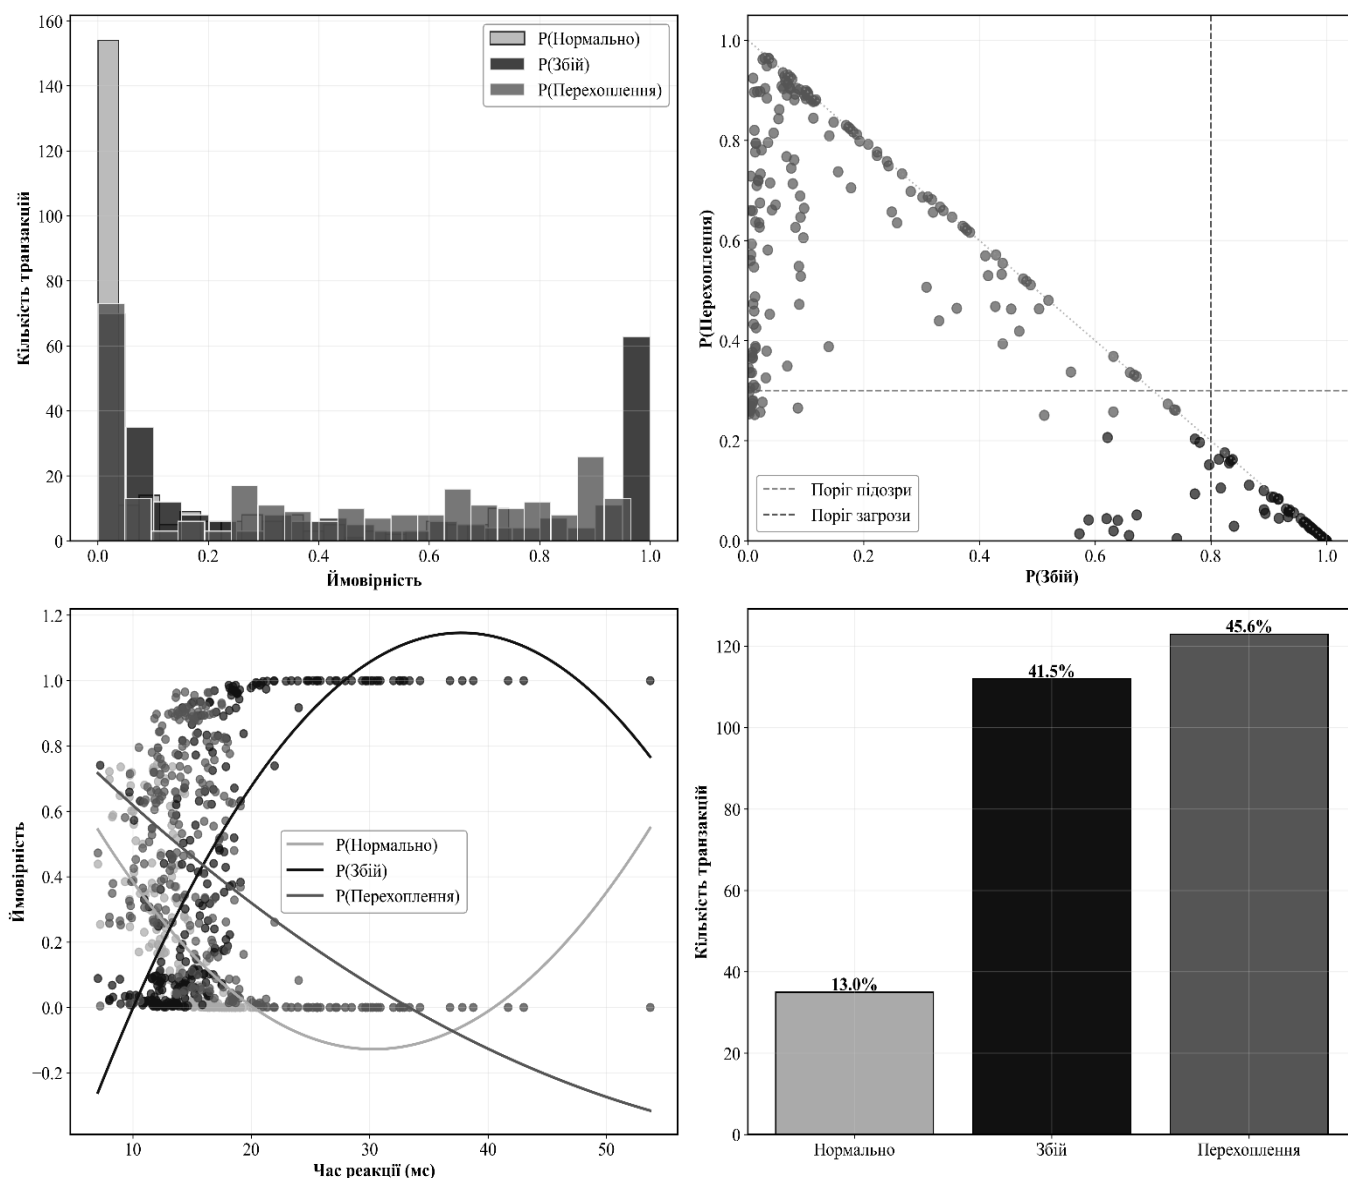 160
140
120
100
80
60
40
20
0
0.0
0.2
0.4
0.6
0.8
1.0
Кількість транзакцій
Ймовірність
P(Нормально)
P(Збій)
P(Перехоплення)
1.0
0.8
0.6
0.4
0.2
0.0
0.0
0.2
0.4
0.6
0.8
1.0
P(Перехоплення)
P(Збій)
Поріг підозри
Поріг загрози
1.2
1.0
0.8
0.6
0.4
0.2
0.0
−0.2
10
20
30
40
50
Ймовірність
Час реакції (мс)
P(Нормально)
P(Збій)
P(Перехоплення)
120
100
80
60
40
20
0
Кількість транзакцій
13.0%
41.5%
45.6%
Нормально
Збій
Перехоплення